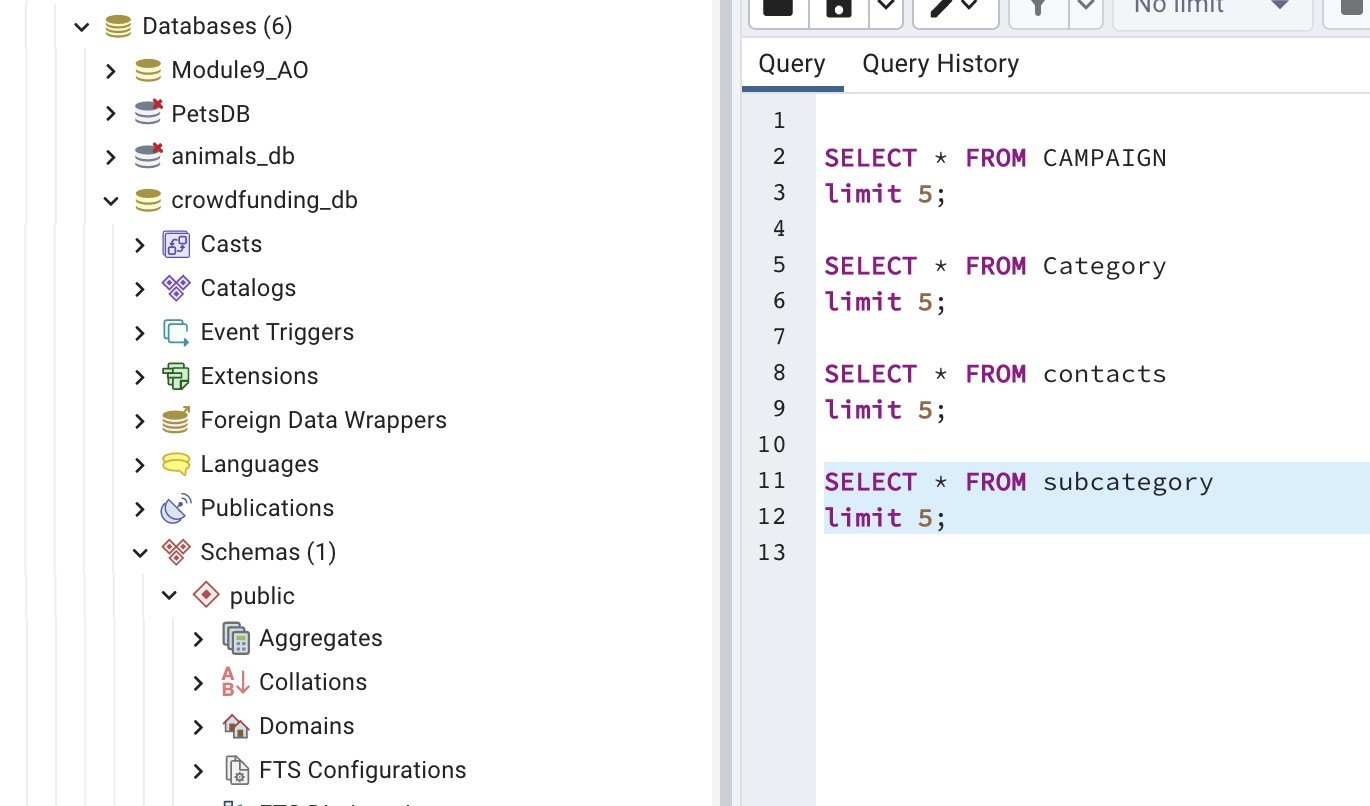 Databases (6)
Module9_AO
PetsDB
animals_db
crowdfunding_db
Casts
Catalogs
Event Triggers
Extensions
Foreign Data Wrappers
Languages
Publications
Schemas (1)
public
Aggregates
Collations
Domains
FTS Configurations
No limit
Query Query History
1
2 SELECT * FROM CAMPAIGN
3 limit 5;
4
5 SELECT * FROM Category
6 limit 5;
7
8 SELECT * FROM contacts
9 limit 5;
10
11 SELECT * FROM subcategory
12 limit 5;
13